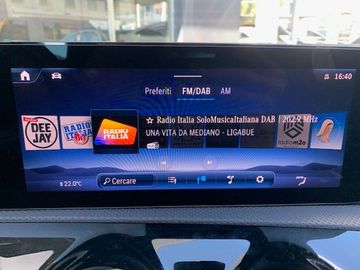 16:40
Preferiti FM/DAB AM
DEE JAY
RADIO ITALIA
RADIO ITALIA
☆ Radio Italia SoloMusicaItaliana DAB | 202.9 MHz
UNA VITA DA MEDIANO - LIGABUE
radiom2o
22.0°C
Cercare